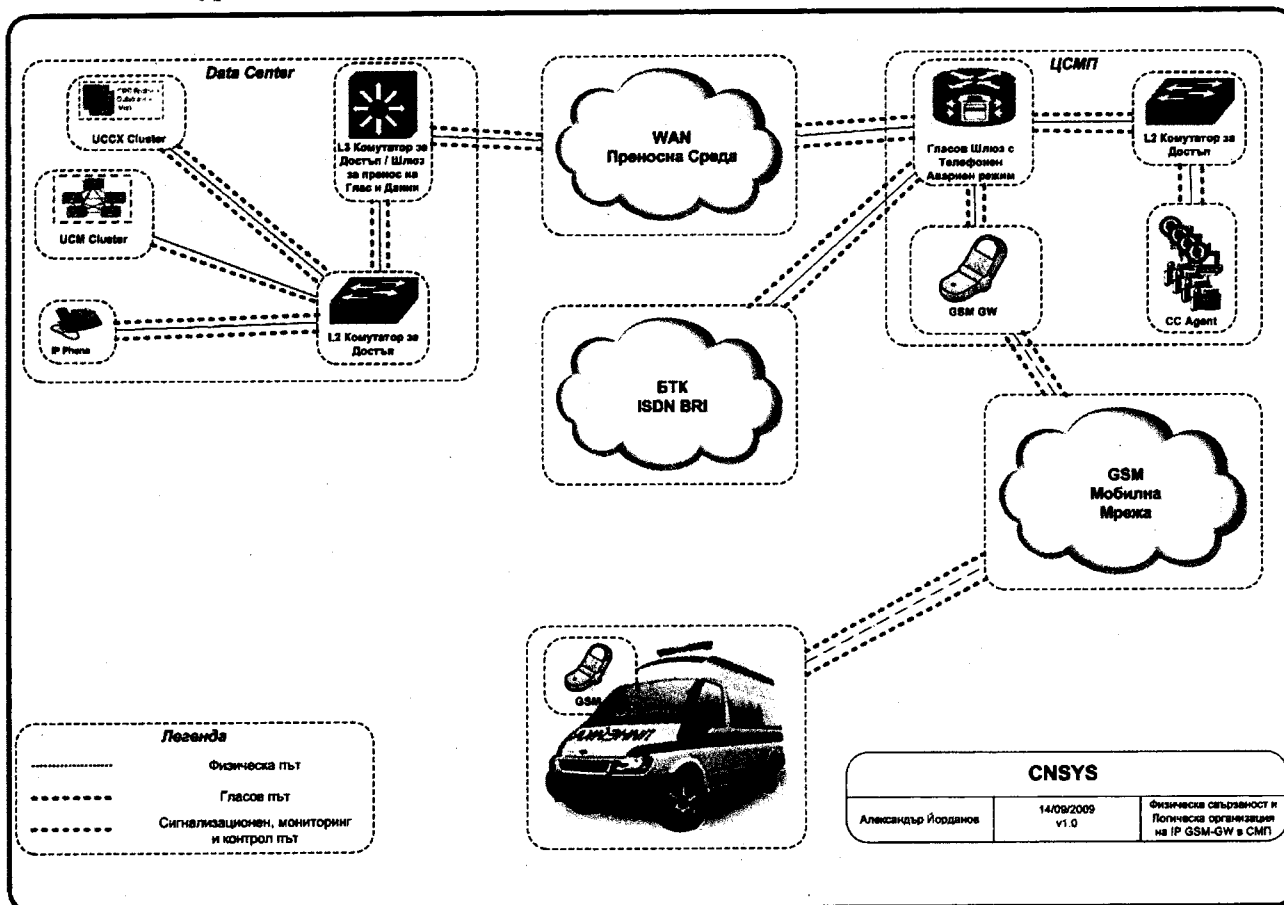 Data Center
UCCX Cluster
L3 Комутатор за
Достъп / Шлюз
за пренос на
Глас и Данни
UCM Cluster
IP Phone
L2 Комутатор за
Достъп
WAN
Преносна Среда
БТК
ISDN BRI
ЦСМП
Гласов Шлюз с
Телефонен
Авариен режим
L2 Комутатор за
Достъп
GSM GW
CC Agent
GSM
Мобилна
Мрежа
GSM
Легенда
Физическа път
Гласов път
Сигнализационен, мониторинг
и контрол път
CNSYS
Александър Йорданов
14/09/2009
v1.0
Физическа свързаност и
Логическа организация
на IP GSM-GW в СМП